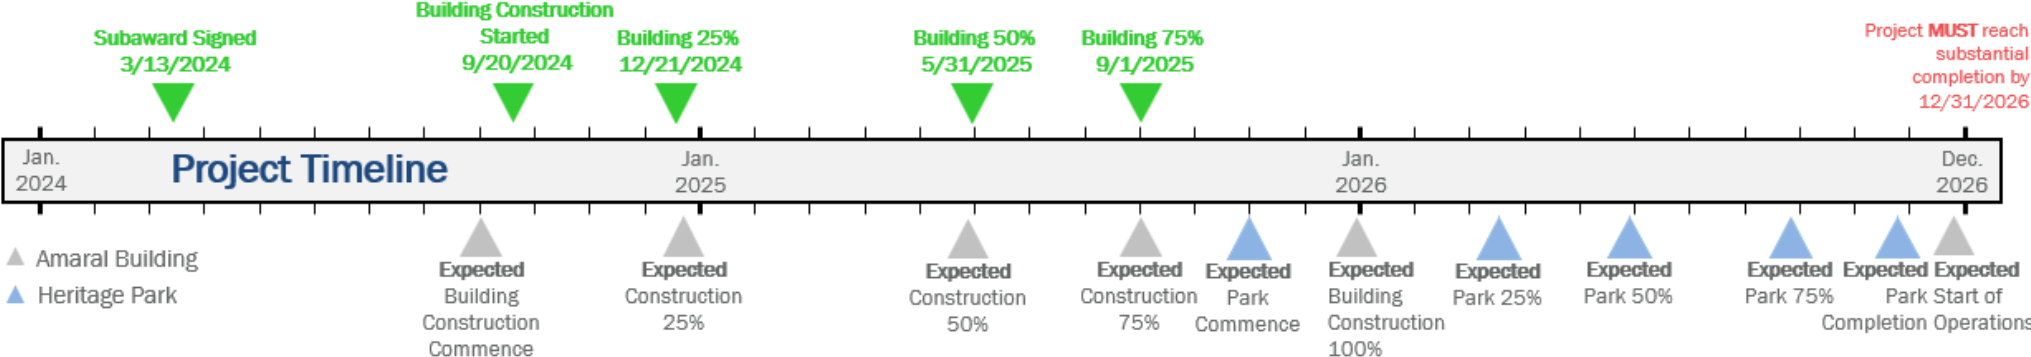 Building Construction
Started
9/20/2024
Subaward Signed
3/13/2024
Building 25%
12/21/2024
Building 50%
5/31/2025
Building 75%
9/1/2025
Project MUST reach
substantial
completion by
12/31/2026
Jan.
2024
Project Timeline
Jan.
2025
Jan.
2026
Dec.
2026
Amaral Building
Heritage Park
Expected
Building
Construction
Commence
Expected
Construction
25%
Expected
Construction
50%
Expected
Construction
75%
Expected
Park
Commence
Expected
Building
Construction
100%
Expected
Park 25%
Expected
Park 50%
Expected
Park 75%
Expected
Park
Completion
Expected
Start of
Operations